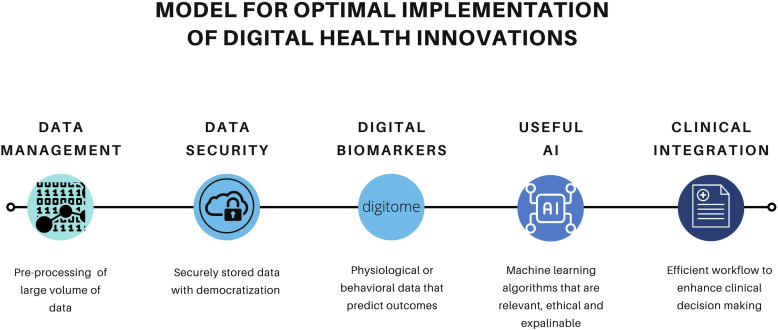 MODEL FOR OPTIMAL IMPLEMENTATION
OF DIGITAL HEALTH INNOVATIONS
DATA
MANAGEMENT
DATA
SECURITY
DIGITAL
BIOMARKERS
USEFUL
AI
CLINICAL
INTEGRATION
digitome
AI
Pre-processing of
large volume of
data
Securely stored data
with democratization
Physiological or
behavioral data that
predict outcomes
Machine learning
algorithms that are
relevant, ethical and
expalinable
Efficient workflow to
enhance clinical
decision making